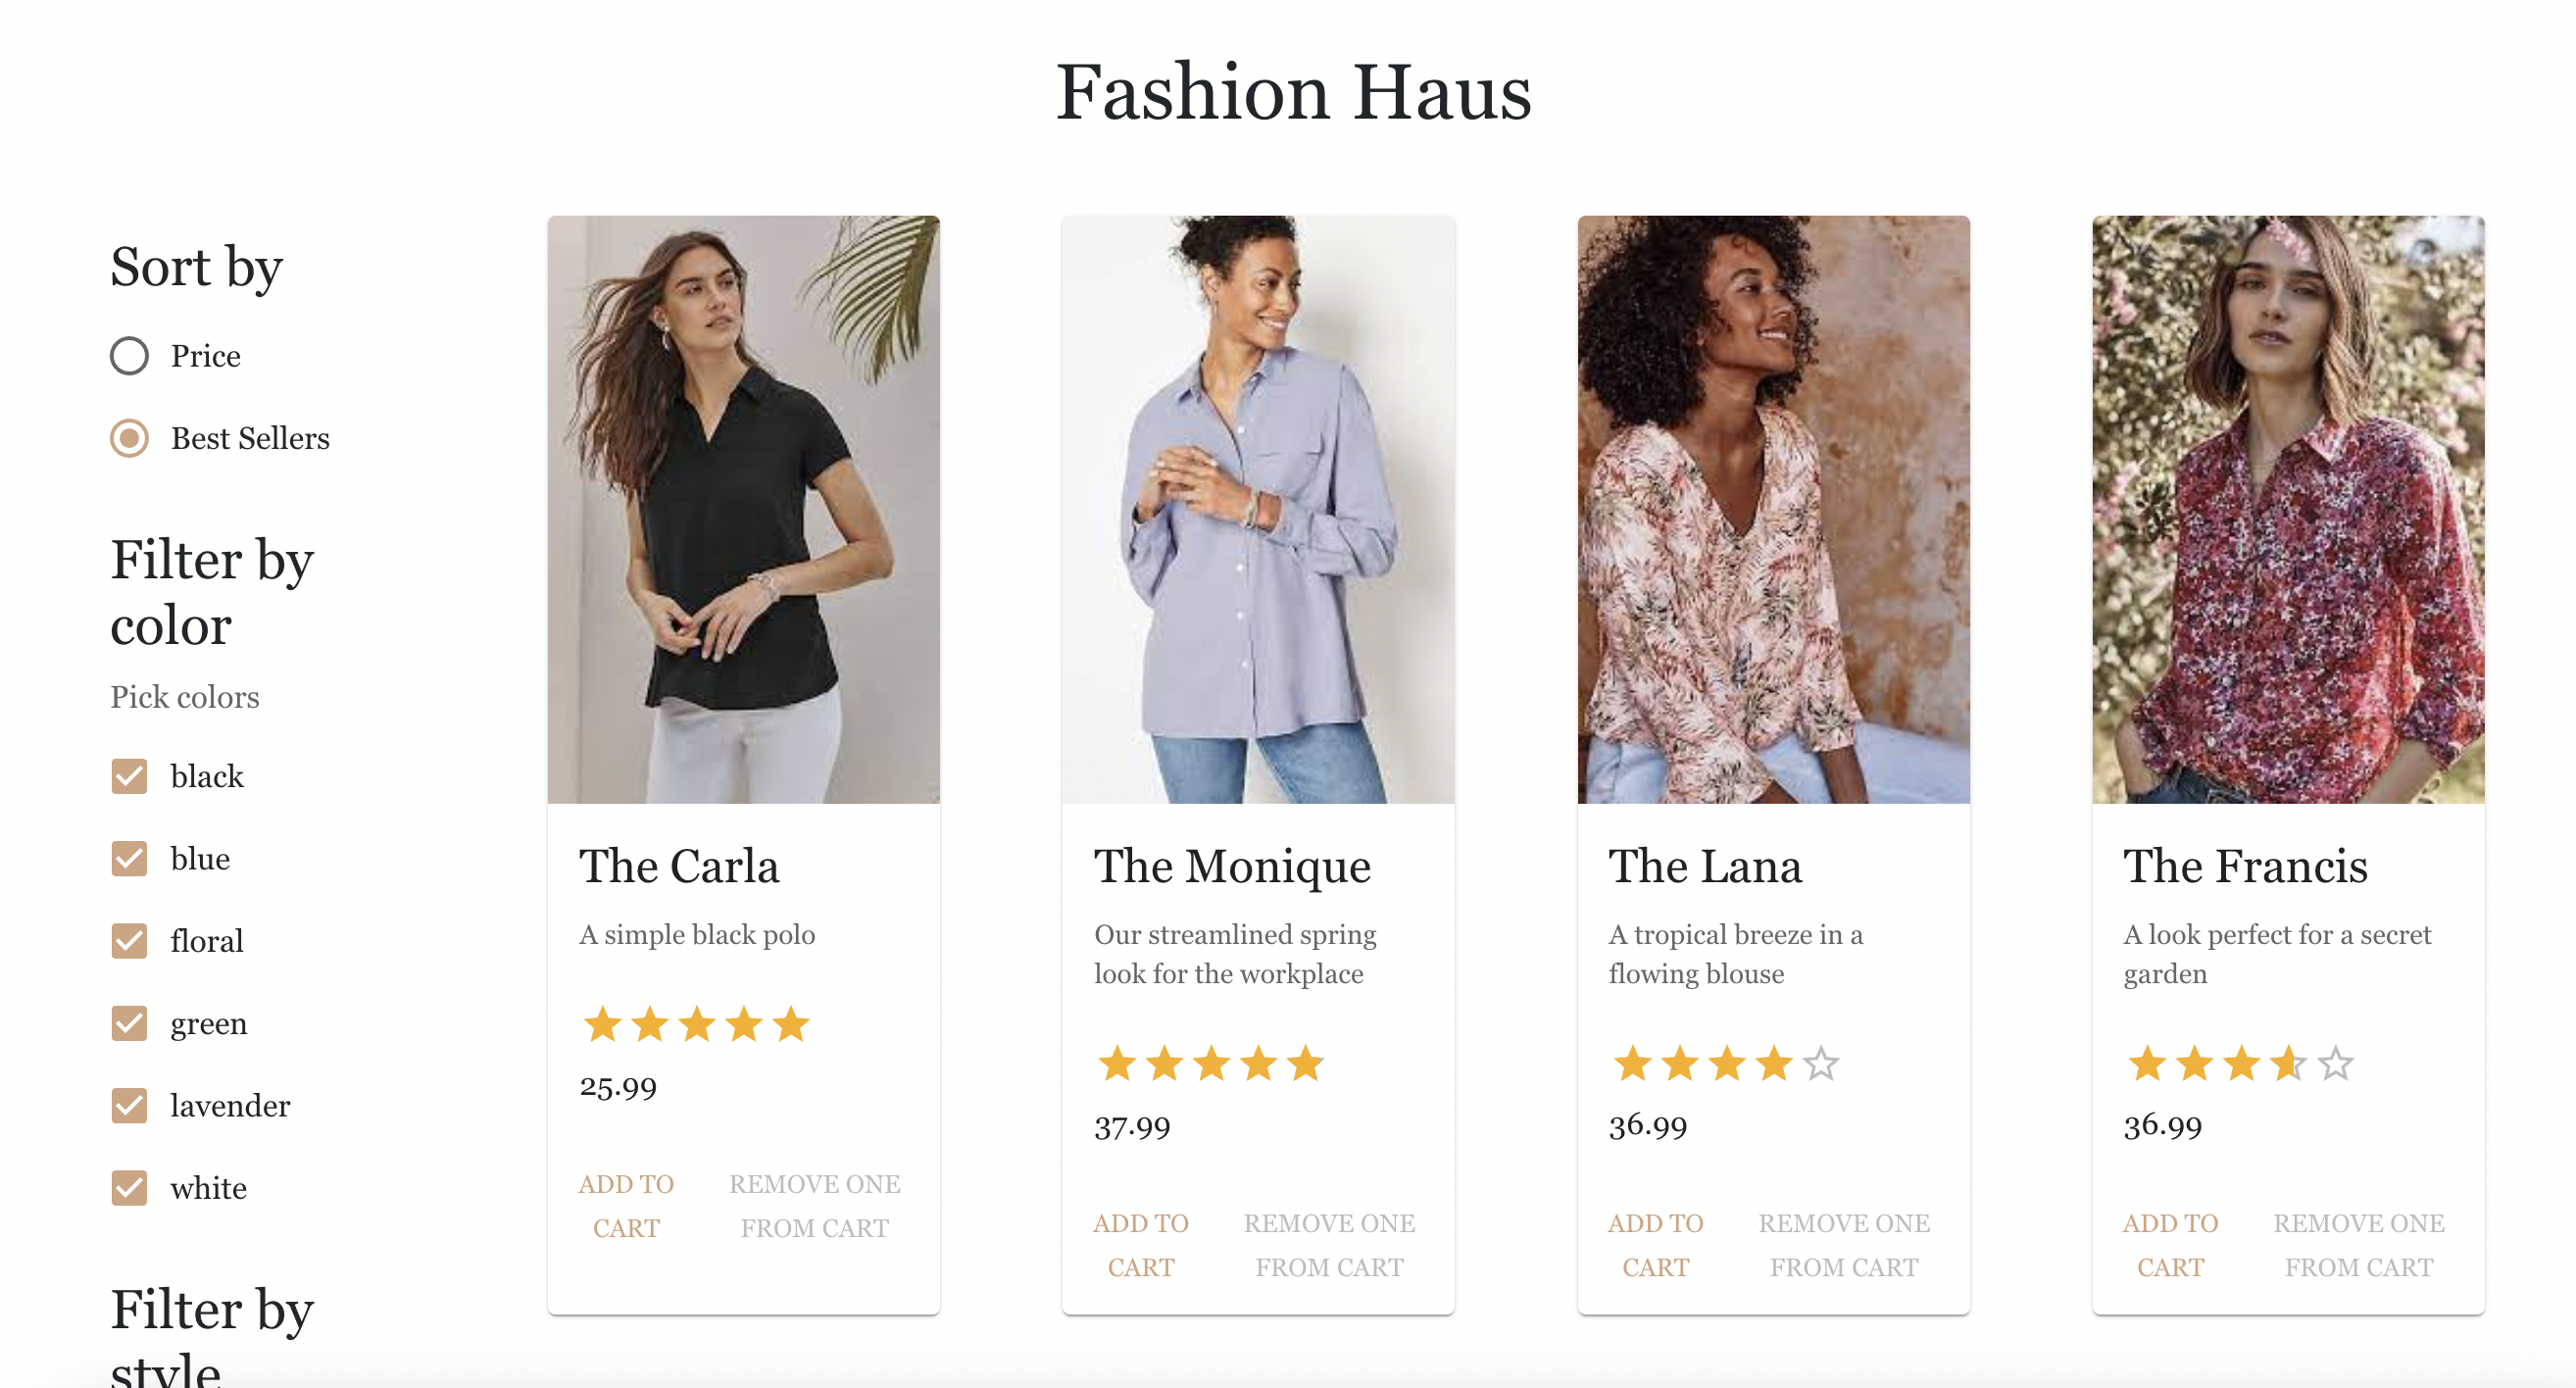 Fashion Haus
Sort by
Price
Best Sellers
Filter by
color
Pick colors
black
blue
floral
green
lavender
white
Filter by
style
The Carla
A simple black polo
25.99
ADD TO
CART
REMOVE ONE
FROM CART
The Monique
Our streamlined spring
look for the workplace
37.99
ADD TO
CART
REMOVE ONE
FROM CART
The Lana
A tropical breeze in a
flowing blouse
36.99
ADD TO
CART
REMOVE ONE
FROM CART
The Francis
A look perfect for a secret
garden
36.99
ADD TO
CART
REMOVE ONE
FROM CART